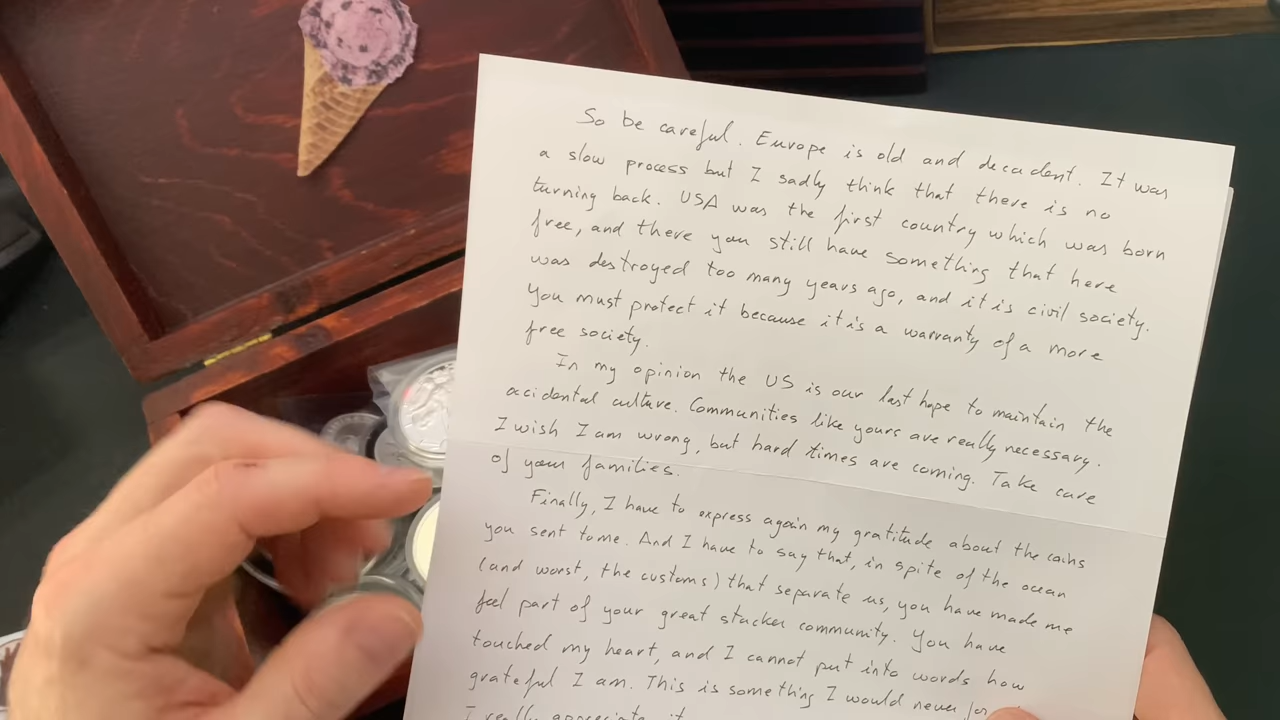 So be careful. Europe is old and decadent. It was
a slow process but I sadly think that there is no
turning back. USA was the first country which was born
free, and there you still have something that here
was destroyed too many years ago, and it is civil society.
You must protect it because it is a warranty of a more
free society.
In my opinion the US is our last hope to maintain the
occidental culture. Communities like yours are really necessary.
I wish I am wrong, but hard times are coming. Take care
of your families.
Finally, I have to express again my gratitude about the coins
you sent to me. And I have to say that, in spite of the ocean
(and worst, the customs) that separate us, you have made me
feel part of your great stacker community. You have
touched my heart, and I cannot put into words how
grateful I am. This is something I would never
I really appreciate it